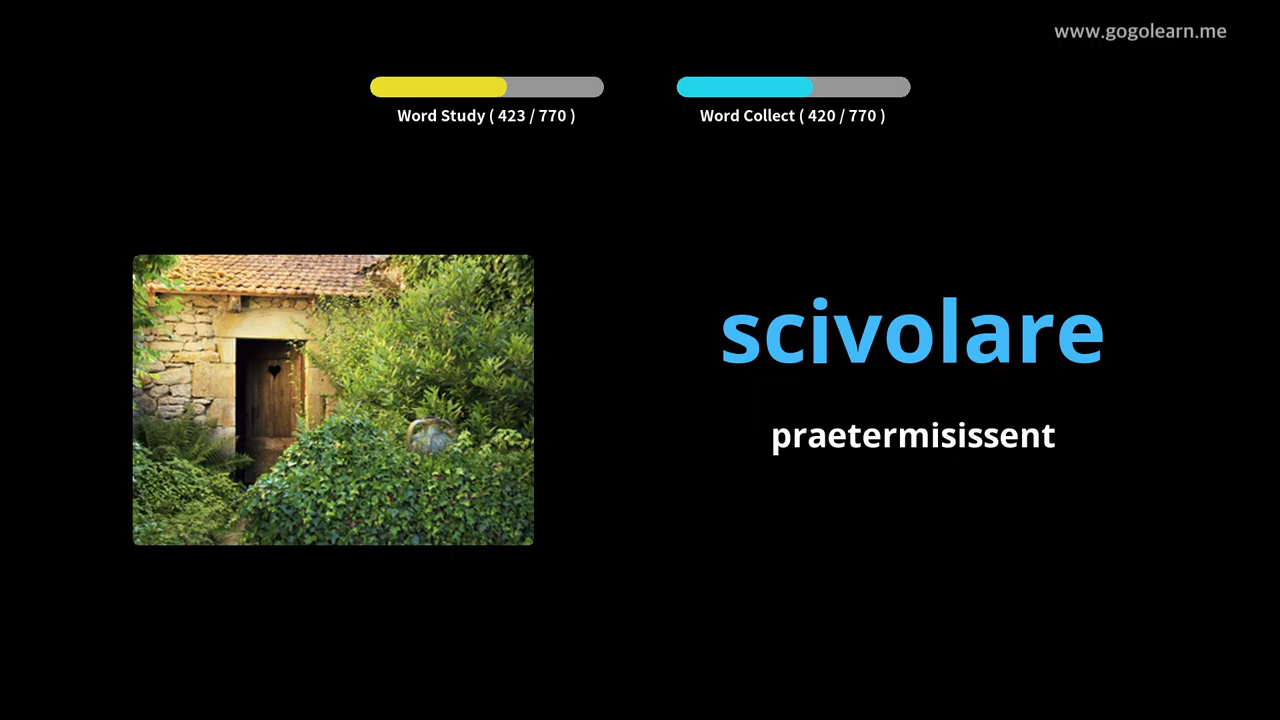 www.gogolearn.me
Word Study ( 423 / 770 )
Word Collect ( 420 / 770 )
scivolare
praetermisissent